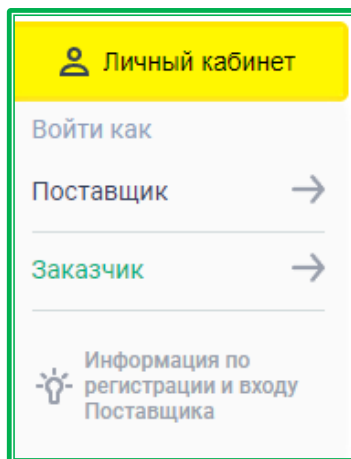 Личный кабинет
Войти как
Поставщик
Заказчик
Информация по
регистрации и входу
Поставщика